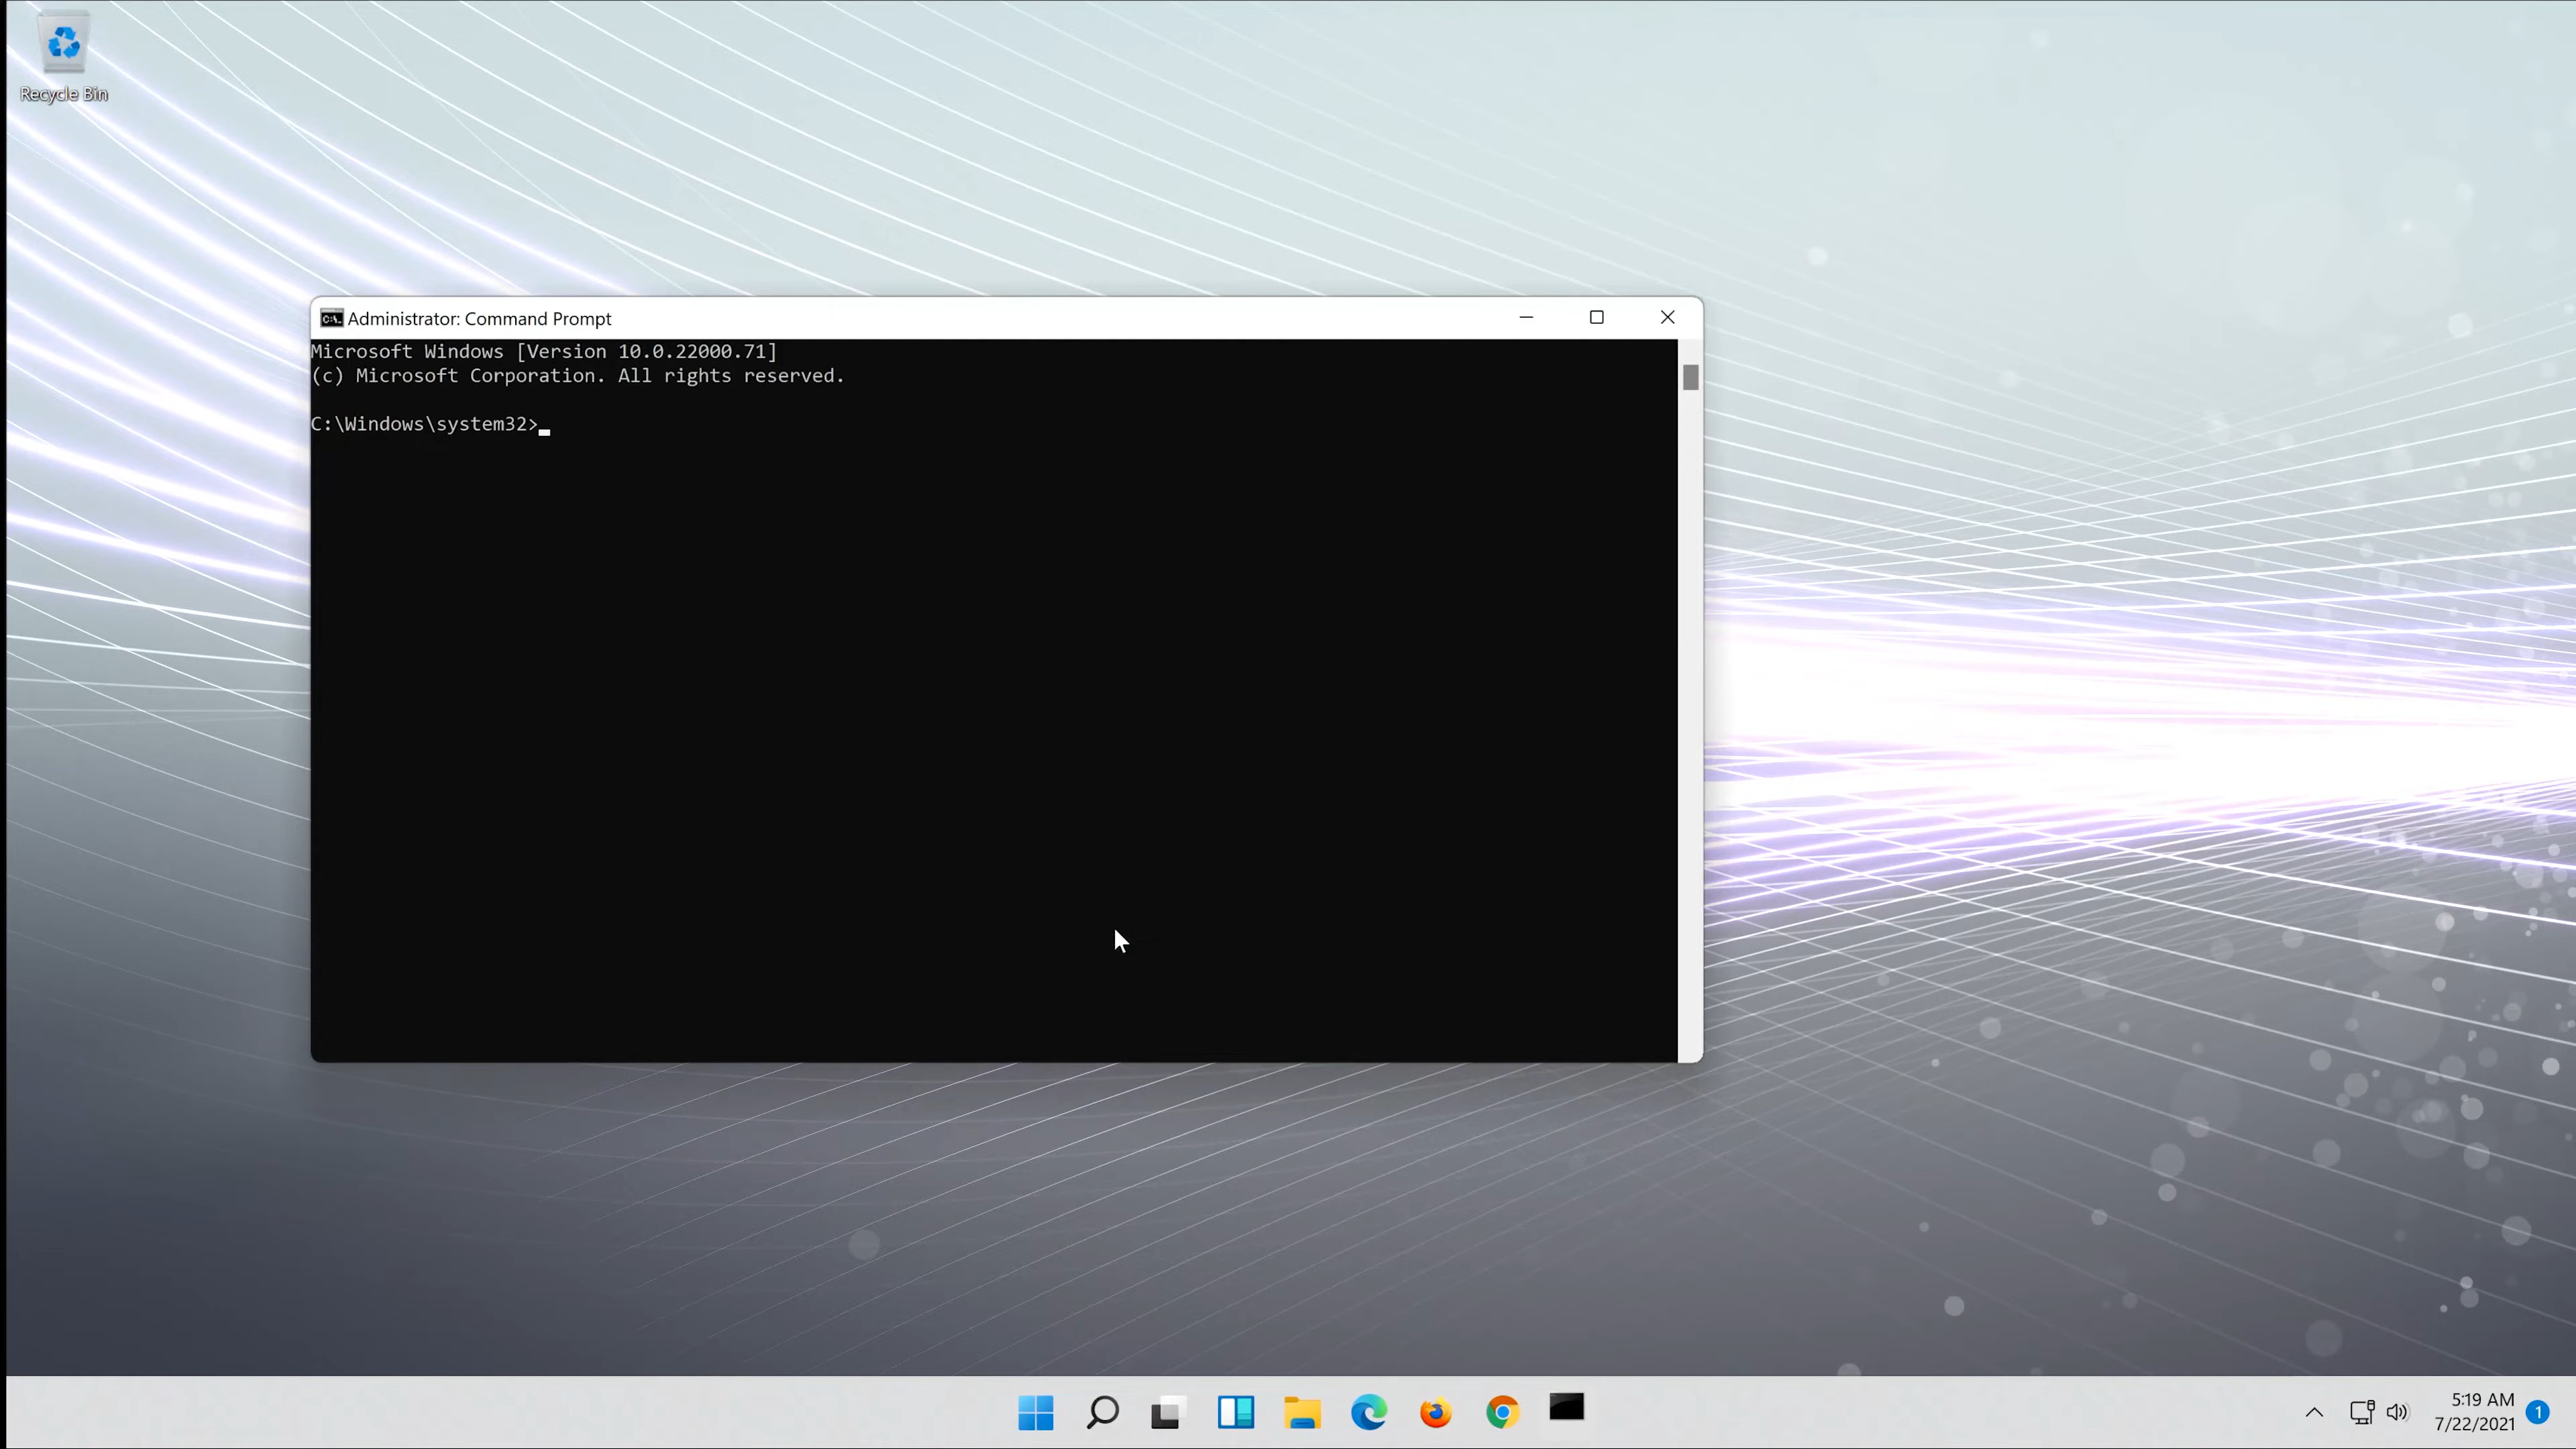 Recycle Bin
Administrator: Command Prompt
Microsoft Windows [Version 10.0.22000.71]
(c) Microsoft Corporation. All rights reserved.
C:\Windows\system32>
5:19 AM
7/22/2021
1